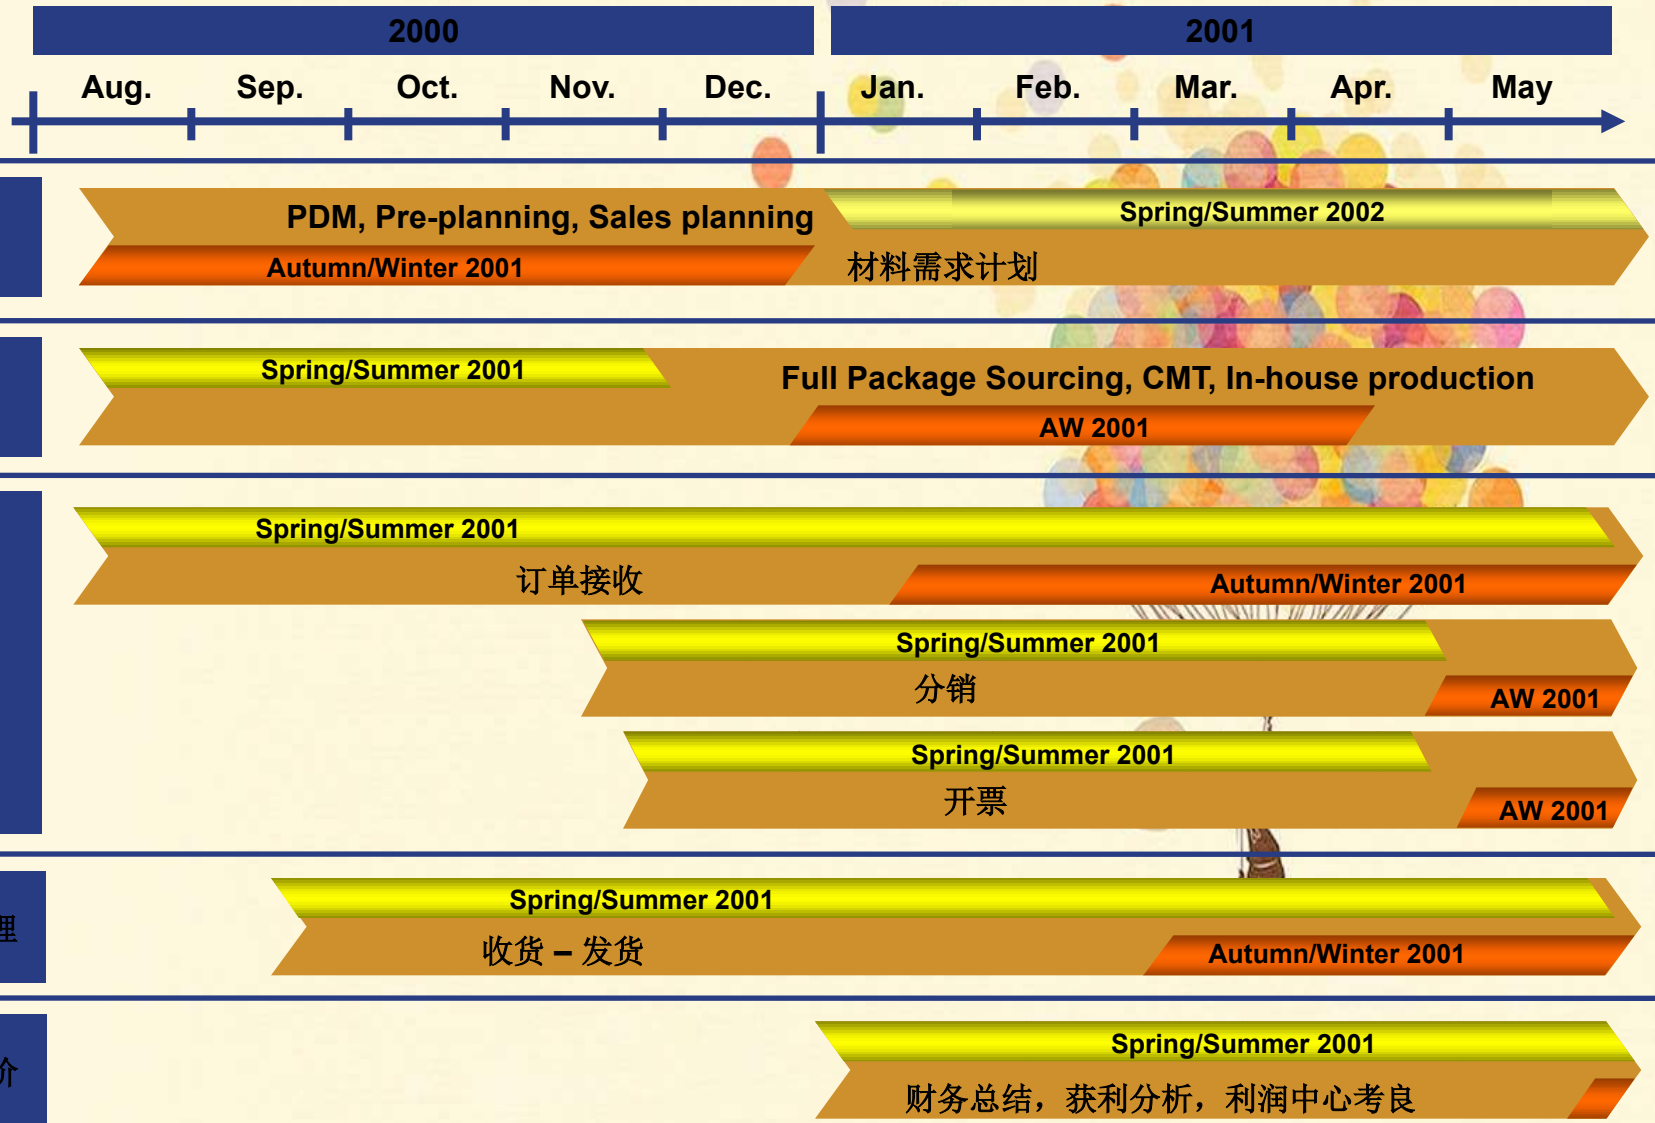 2000
2001
Aug.
Sep.
Oct.
Nov.
Dec.
Jan.
Feb.
Mar.
Apr.
May
PDM, Pre-planning, Sales planning
Spring/Summer 2002
Autumn/Winter 2001
材料需求计划
Spring/Summer 2001
Full Package Sourcing, CMT, In-house production
AW 2001
Spring/Summer 2001
订单接收
Autumn/Winter 2001
Spring/Summer 2001
分销
AW 2001
Spring/Summer 2001
开票
AW 2001
理
Spring/Summer 2001
收货 – 发货
Autumn/Winter 2001
价
Spring/Summer 2001
财务总结，获利分析，利润中心考良